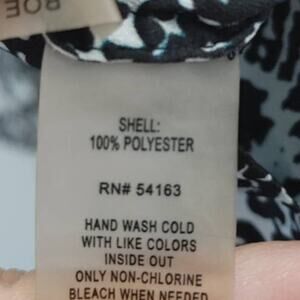 SHELL:
100% POLYESTER
RN# 54163
HAND WASH COLD
WITH LIKE COLORS
INSIDE OUT
ONLY NON-CHLORINE
BLEACH WHEN NEEDED